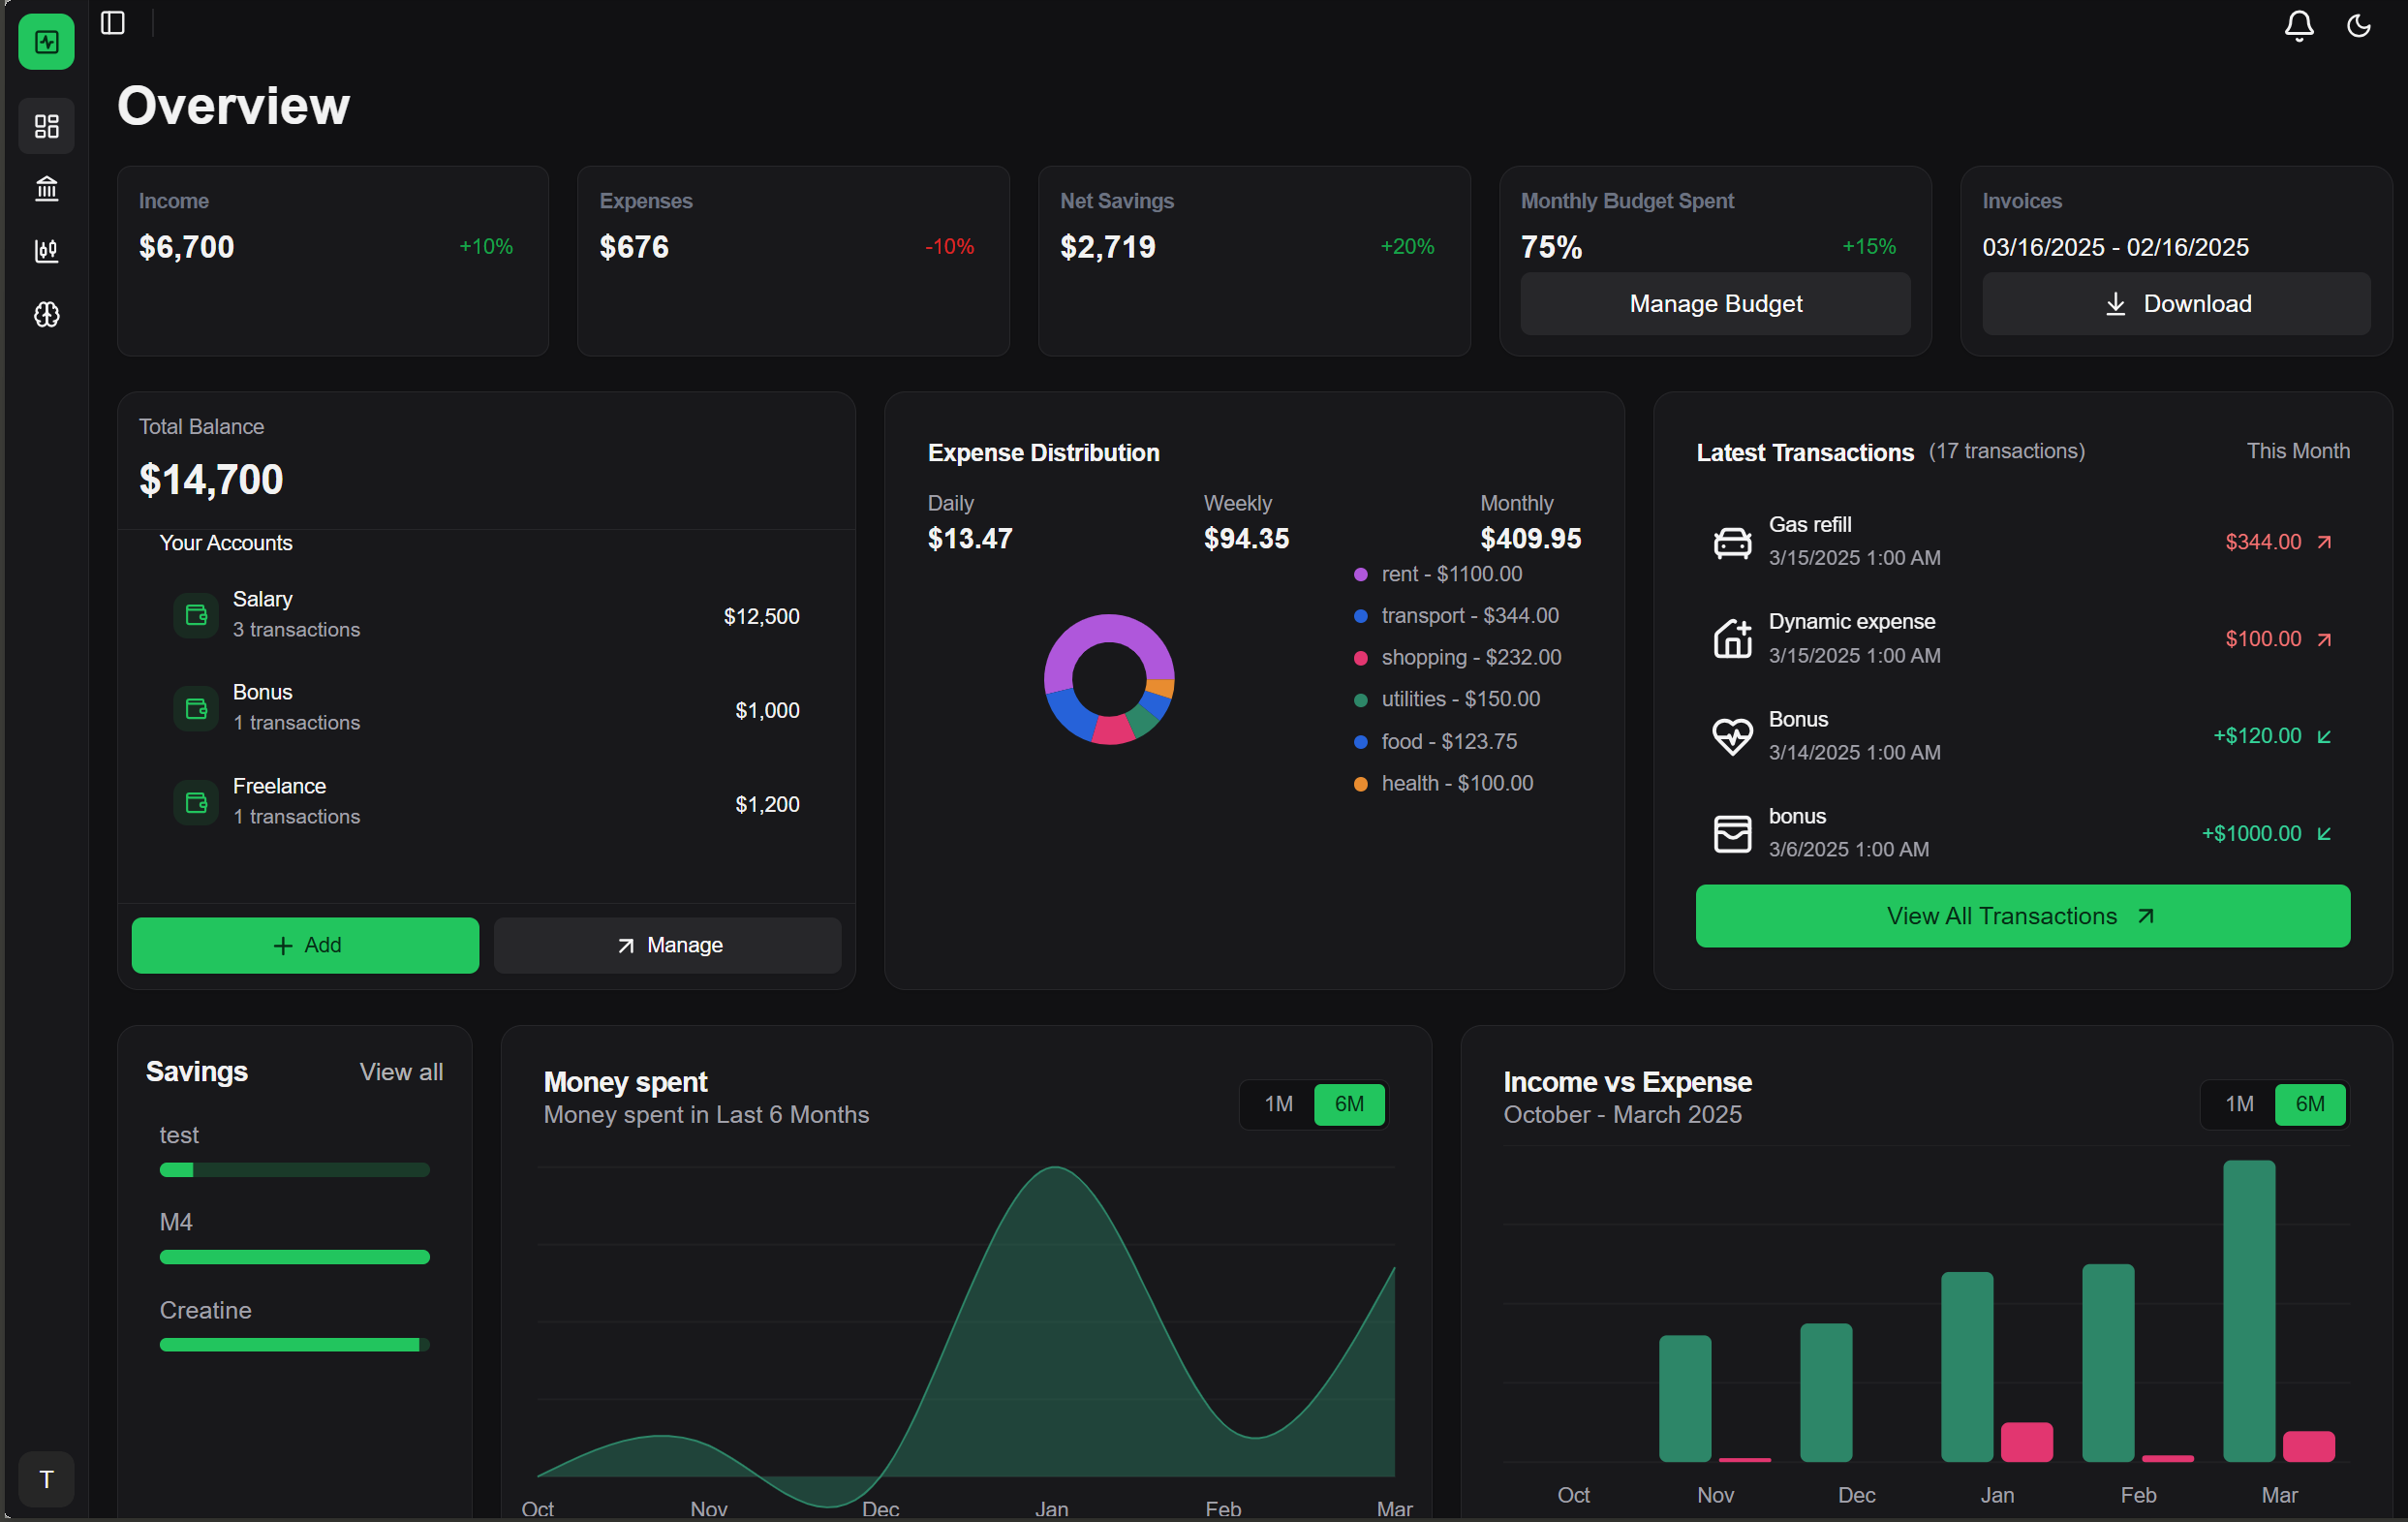 Overview
Income
$6,700 +10%
Expenses
$676 -10%
Net Savings
$2,719 +20%
Monthly Budget Spent
75% +15%
Manage Budget
Invoices
03/16/2025 - 02/16/2025
Download
Total Balance
$14,700
Your Accounts
Salary
3 transactions
$12,500
Bonus
1 transactions
$1,000
Freelance
1 transactions
$1,200
Add
Manage
Expense Distribution
Daily
$13.47
Weekly
$94.35
Monthly
$409.95
rent - $1100.00
transport - $344.00
shopping - $232.00
utilities - $150.00
food - $123.75
health - $100.00
Latest Transactions (17 transactions) This Month
Gas refill
3/15/2025 1:00 AM
$344.00
Dynamic expense
3/15/2025 1:00 AM
$100.00
Bonus
3/14/2025 1:00 AM
+$120.00
bonus
3/6/2025 1:00 AM
+$1000.00
View All Transactions
Savings View all
test
M4
Creatine
Money spent
Money spent in Last 6 Months
1M 6M
Oct Nov Dec Jan Feb Mar
Income vs Expense
October - March 2025
1M 6M
Oct Nov Dec Jan Feb Mar
T